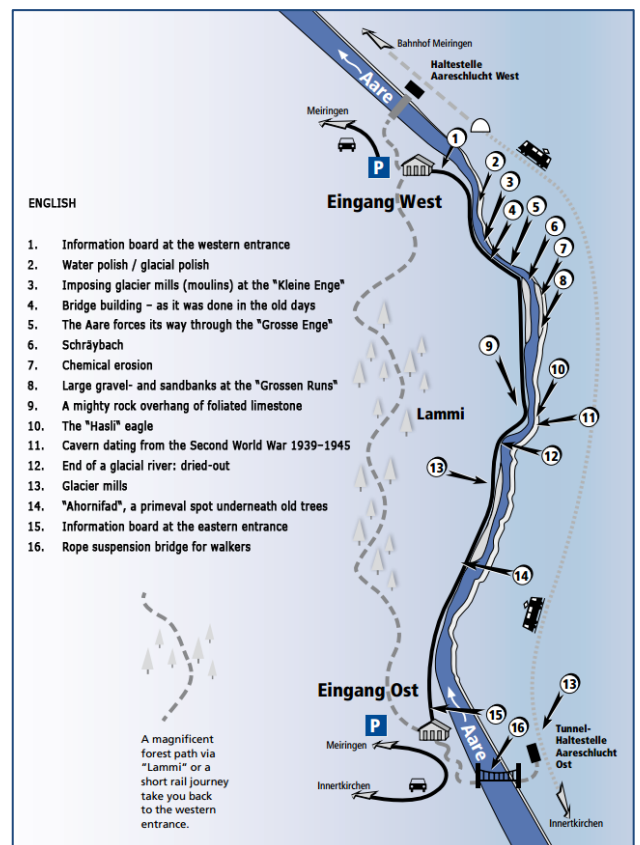 Bahnhof Meiringen
Haltestelle
Aareschlucht West
Aare
Meiringen
P
Eingang West
1
2
3
4
5
6
7
8
ENGLISH
1. Information board at the western entrance
2. Water polish / glacial polish
3. Imposing glacier mills (moulins) at the "Kleine Enge"
4. Bridge building – as it was done in the old days
5. The Aare forces its way through the "Grosse Enge"
6. Schräybach
7. Chemical erosion
8. Large gravel- and sandbanks at the "Grossen Runs"
9. A mighty rock overhang of foliated limestone
10. The "Hasli" eagle
11. Cavern dating from the Second World War 1939–1945
12. End of a glacial river: dried-out
13. Glacier mills
14. "Ahornifad", a primeval spot underneath old trees
15. Information board at the eastern entrance
16. Rope suspension bridge for walkers
9
10
Lammi
11
12
13
14
A magnificent
forest path via
"Lammi" or a
short rail journey
take you back
to the western
entrance.
Eingang Ost
P
15
16
13
Aare
Meiringen
Innertkirchen
Tunnel-
Haltestelle
Aareschlucht
Ost
Innertkirchen